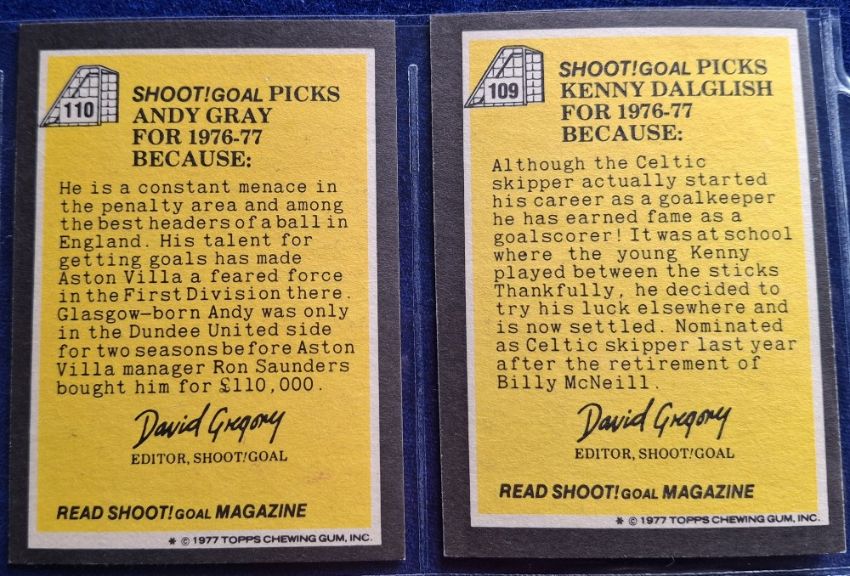 110
SHOOT!GOAL PICKS
ANDY GRAY
FOR 1976-77
BECAUSE:
He is a constant menace in
the penalty area and among
the best headers of a ball in
England. His talent for
getting goals has made
Aston Villa a feared force
in the First Division there.
Glasgow-born Andy was only
in the Dundee United side
for two seasons before Aston
Villa manager Ron Saunders
bought him for £110,000.
David Gregory
EDITOR, SHOOT!GOAL
READ SHOOT! GOAL MAGAZINE
* © 1977 TOPPS CHEWING GUM, INC.
109
SHOOT!GOAL PICKS
KENNY DALGLISH
FOR 1976-77
BECAUSE:
Although the Celtic
skipper actually started
his career as a goalkeeper
he has earned fame as a
goalscorer! It was at school
where the young Kenny
played between the sticks
Thankfully, he decided to
try his luck elsewhere and
is now settled. Nominated
as Celtic skipper last year
after the retirement of
Billy McNeill.
David Gregory
EDITOR, SHOOT!GOAL
READ SHOOT! GOAL MAGAZINE
* © 1977 TOPPS CHEWING GUM, INC.